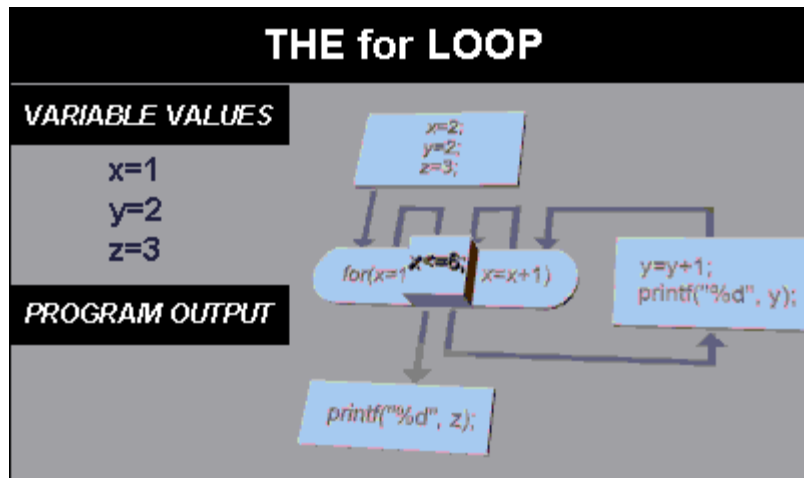 THE for LOOP
VARIABLE VALUES
x=1
y=2
z=3
PROGRAM OUTPUT
x=2;
y=2;
z=3;
for(x=1 x<=6; x=x+1)
y=y+1;
printf("%d", y);
printf("%d", z);